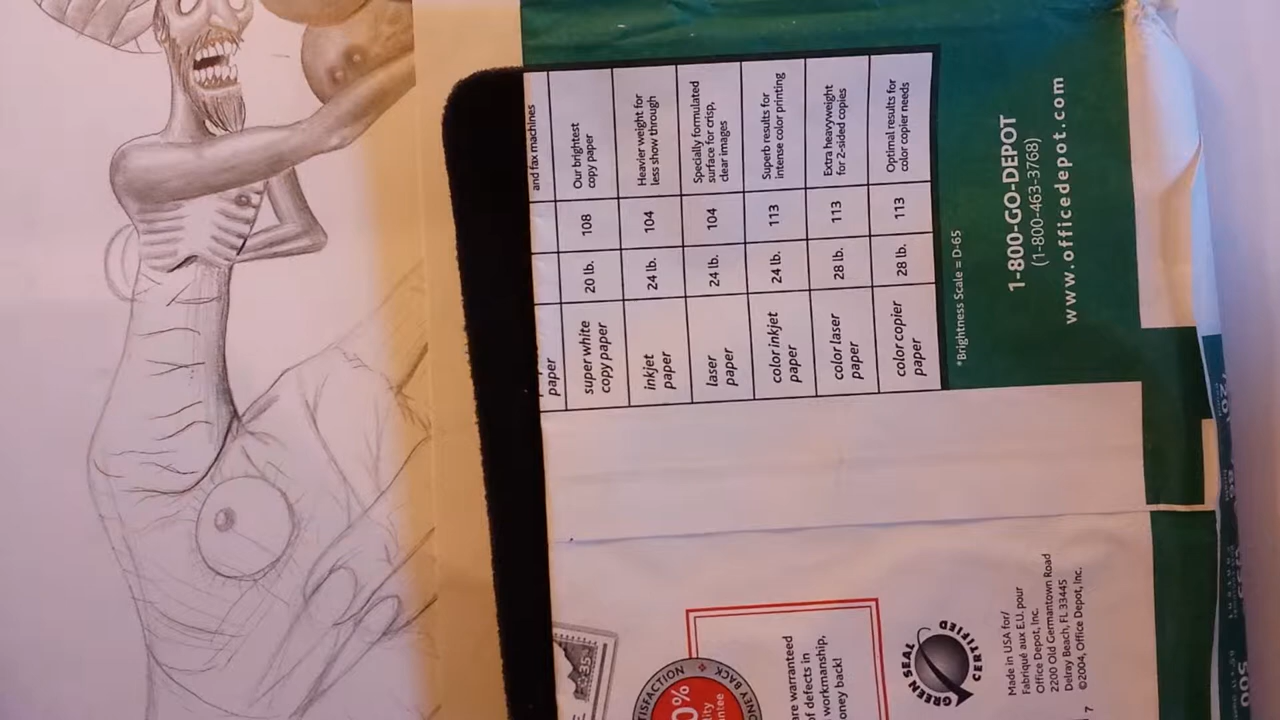 and fax machines
paper
super white
copy paper
20 lb.
108
Our brightest
copy paper
inkjet
paper
24 lb.
104
Heavier weight for
less show through
laser
paper
24 lb.
104
Specially formulated
surface for crisp,
clear images
color inkjet
paper
24 lb.
113
Superb results for
intense color printing
color laser
paper
28 lb.
113
Extra heavyweight
for 2-sided copies
color copier
paper
28 lb.
113
Optimal results for
color copier needs
*Brightness Scale = D-65
1-800-GO-DEPOT
(1-800-463-3768)
www.officedepot.com
are warranted
of defects in
workmanship,
GREEN SEAL
CERTIFIED
Made in USA for/
Fabriqué aux E.U. pour
Office Depot, Inc.
2200 Old Germantown Road
Delray Beach, FL 33445
©2004, Office Depot, Inc.
7